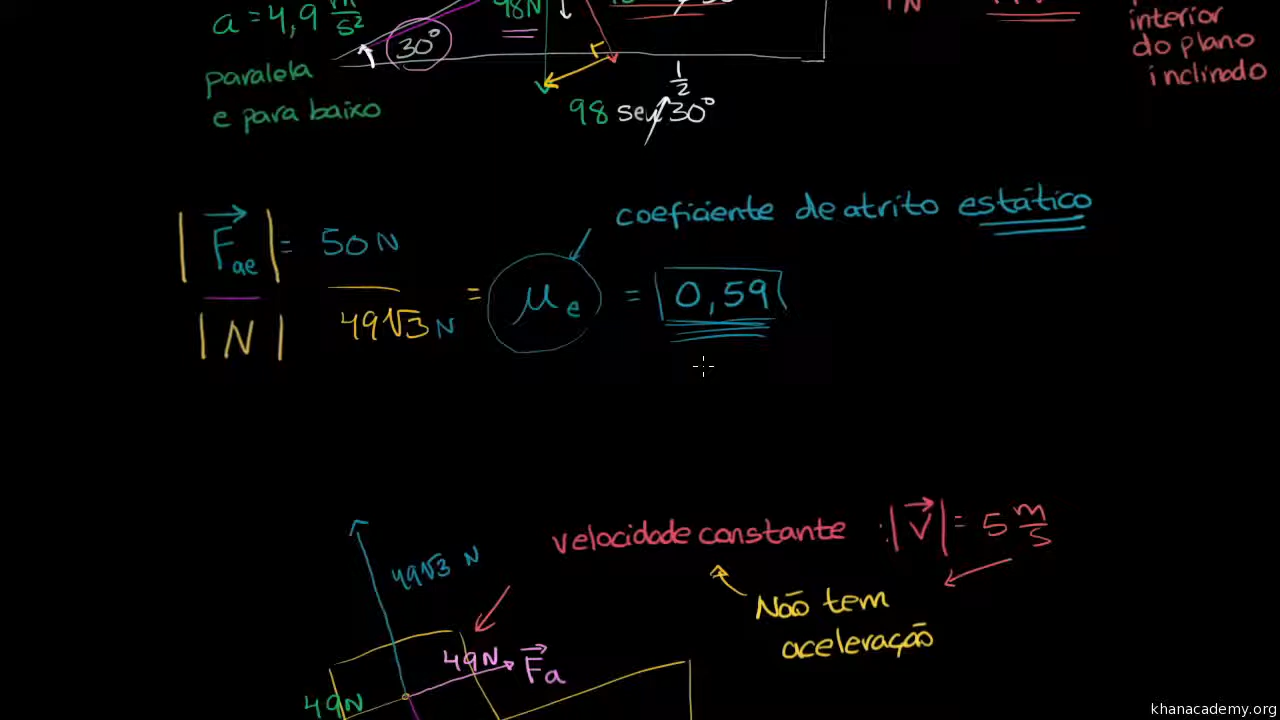 a = 4,9 m/s²
98N
30°
paralela
e para baixo
98 sen 30°
1/2
interior
do plano
inclinado
coeficiente de atrito estático
|Fae| = 50 N
|N| 49√3 N
= μe = 0,59
velocidade constante : |V| = 5 m/s
49√3 N
Não tem
aceleração
49N Fa
49N
khanacademy.org